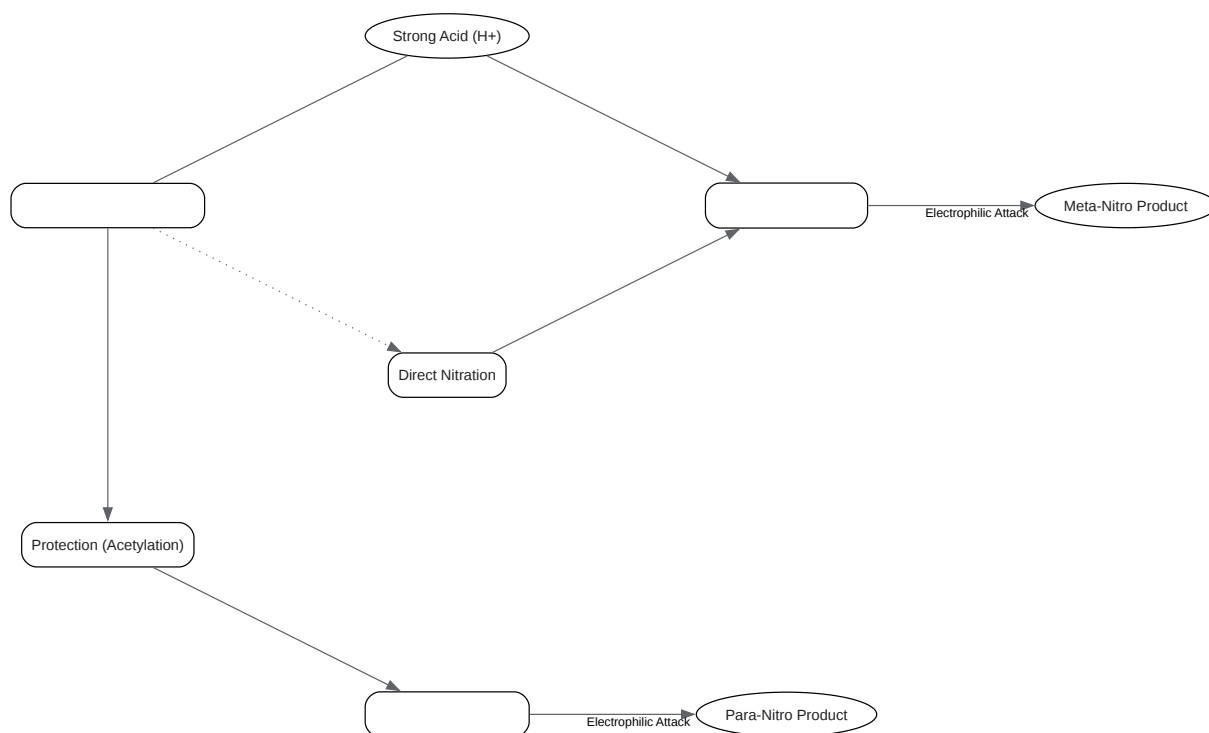 Strong Acid (H+)
Electrophilic Attack
Meta-Nitro Product
Direct Nitration
Protection (Acetylation)
Electrophilic Attack
Para-Nitro Product